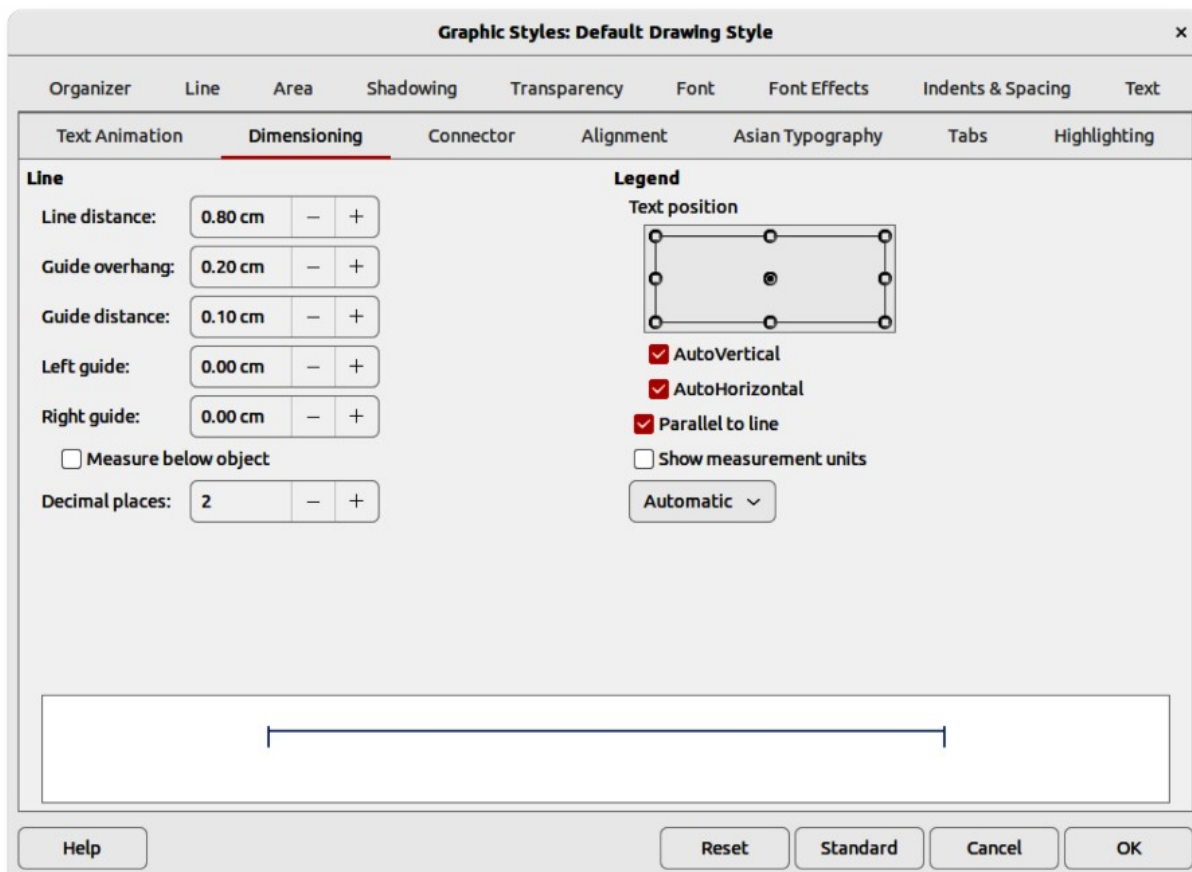 Graphic Styles: Default Drawing Style ×
Organizer Line Area Shadowing Transparency Font Font Effects Indents & Spacing Text
Text Animation Dimensioning Connector Alignment Asian Typography Tabs Highlighting
Line
Line distance: 0.80 cm − +
Guide overhang: 0.20 cm − +
Guide distance: 0.10 cm − +
Left guide: 0.00 cm − +
Right guide: 0.00 cm − +
Measure below object
Decimal places: 2 − +
Legend
Text position
AutoVertical
AutoHorizontal
Parallel to line
Show measurement units
Automatic
Help Reset Standard Cancel OK